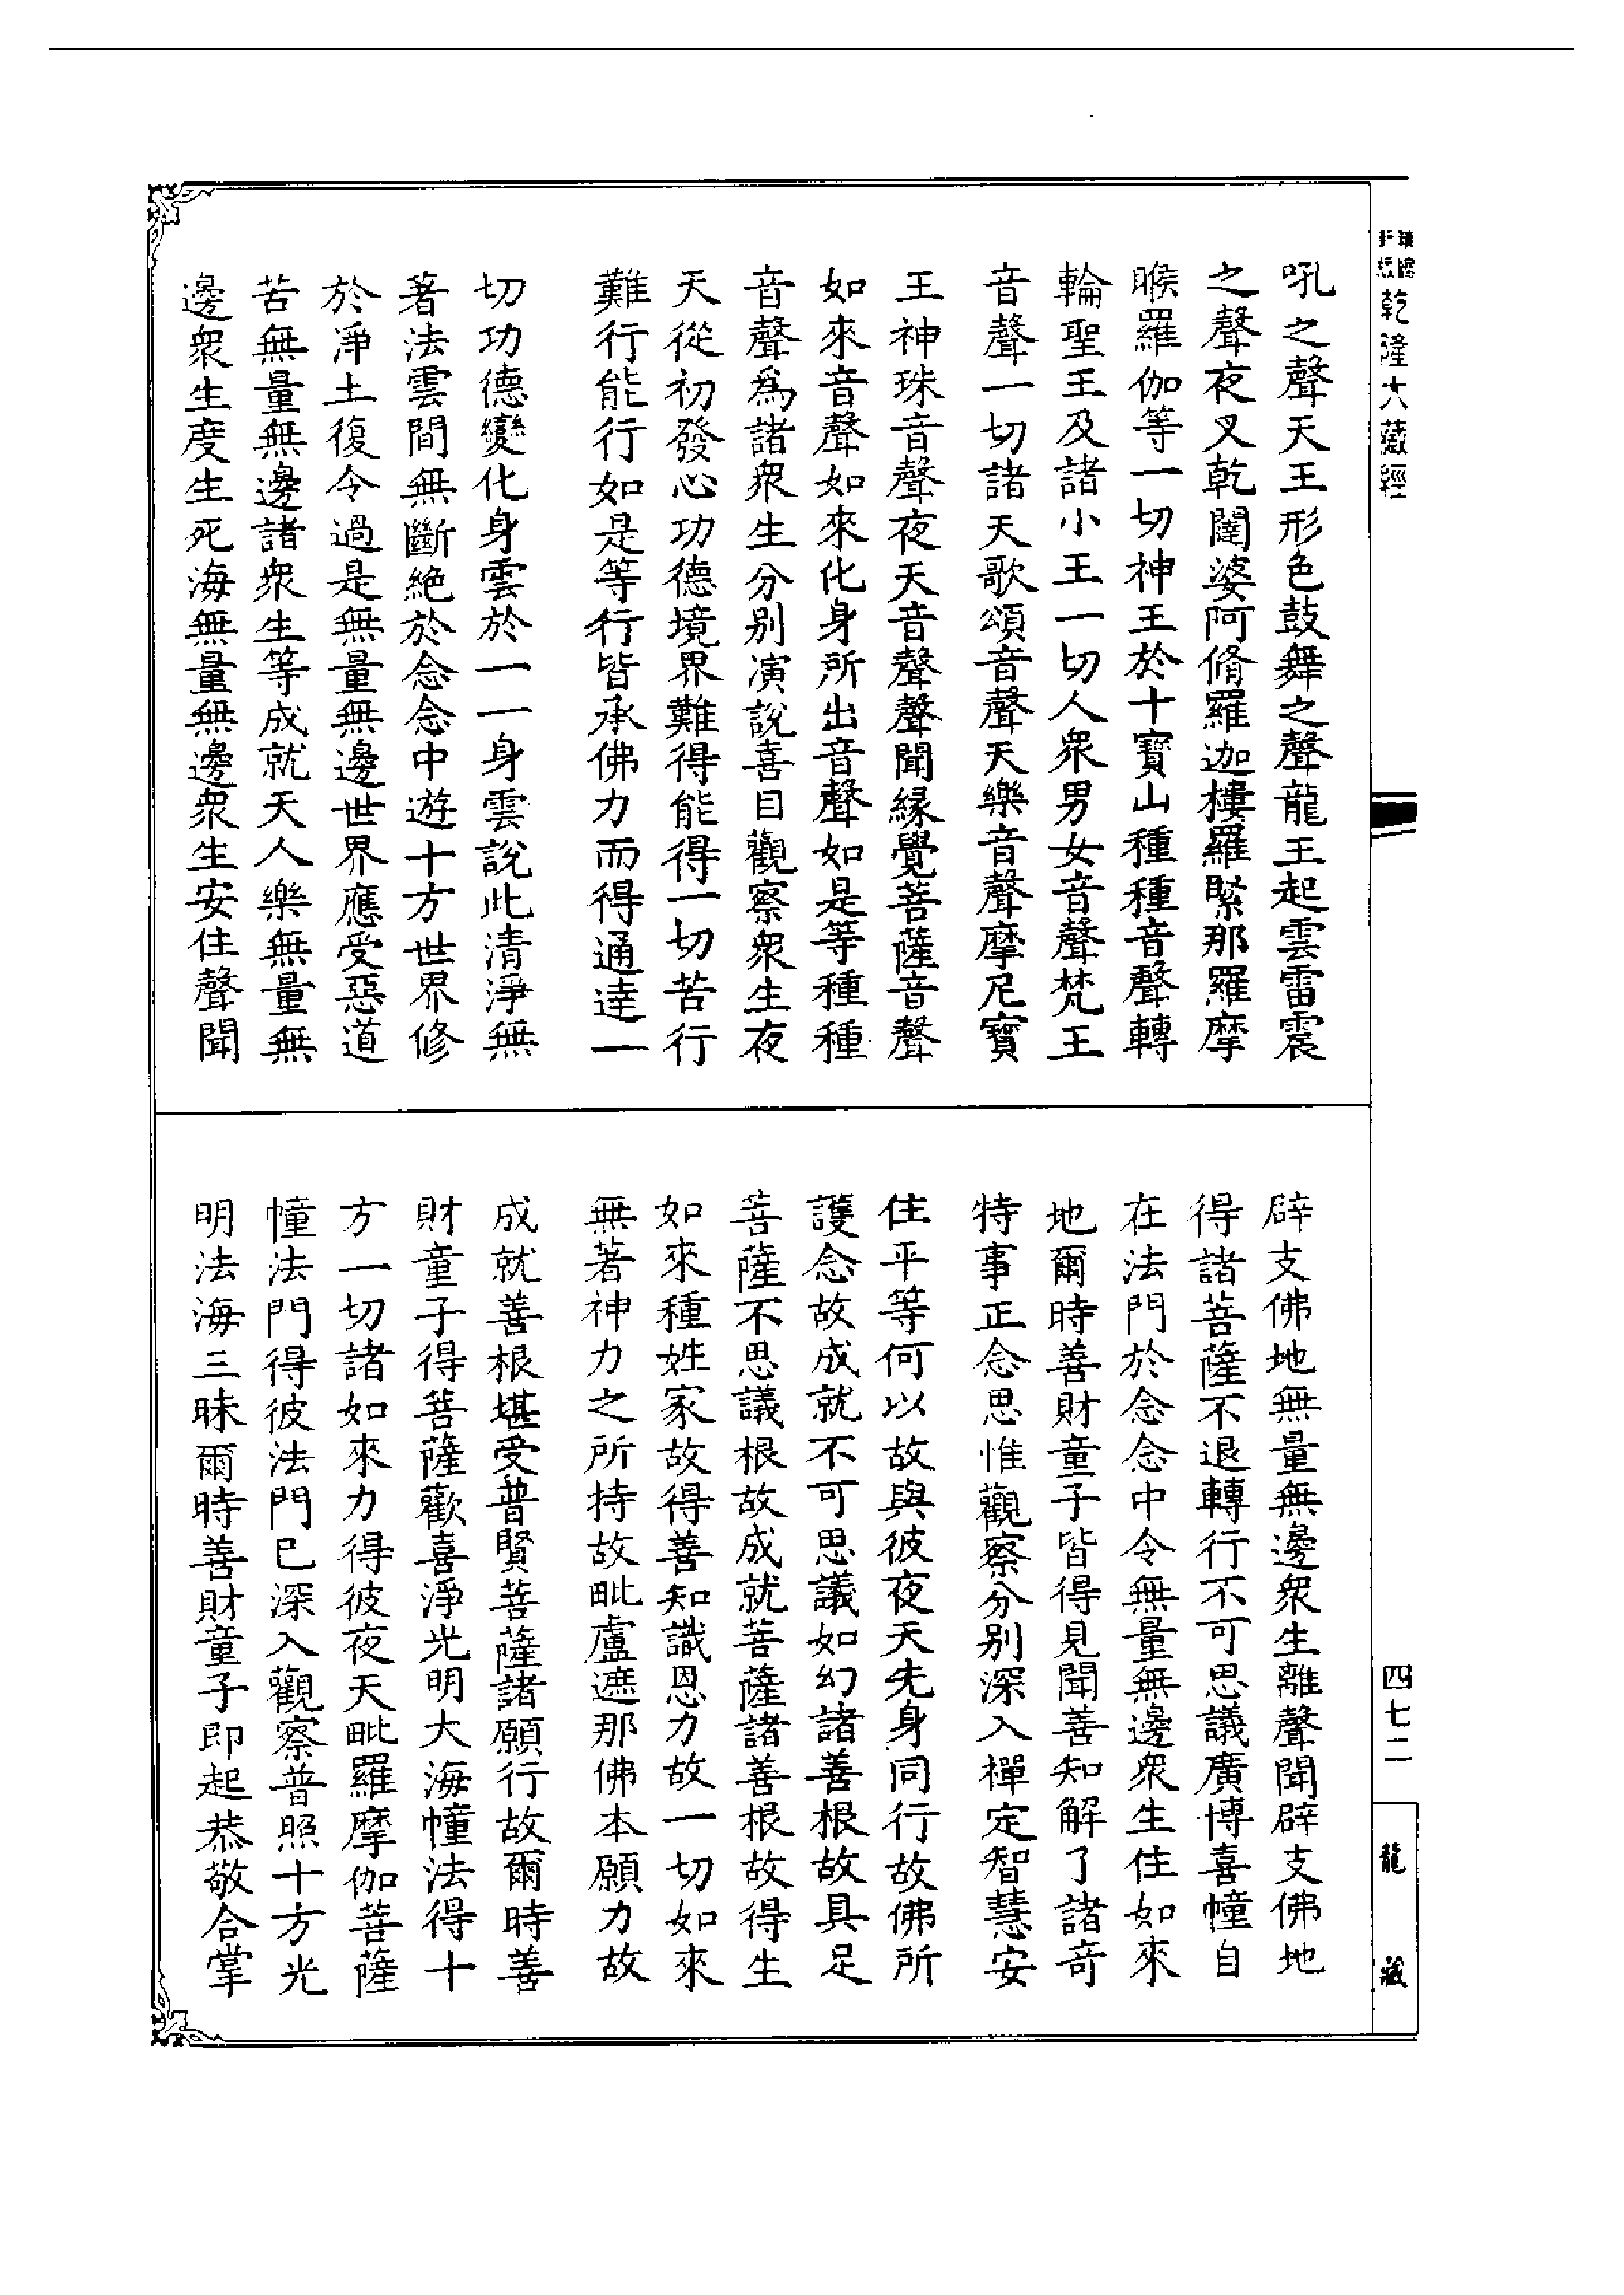 乾隆大藏經
吼之聲天王形色鼓舞之聲龍王起雲雷震
之聲夜叉乾闥婆阿脩羅迦樓羅緊那羅摩
睺羅伽等一切神王於十寶山種種音聲轉
輪聖王及諸小王一切人衆男女音聲梵王
音聲一切諸天歌頌音聲天樂音聲摩尼寶
王神珠音聲夜天音聲聲聞緣覺菩薩音聲
如來音聲如來化身所出音聲如是等種種
音聲爲諸衆生分別演說喜目觀察衆生夜
天從初發心功德境界難得能得一切苦行
難行能行如是等行皆承佛力而得通達一
切功德變化身雲於一一身雲說此清淨無
著法雲間無斷絶於念念中遊十方世界修
於淨土復令過是無量無邊世界應受惡道
苦無量無邊諸衆生等成就天人樂無量無
邊衆生度生死海無量無邊衆生安住聲聞
辟支佛地無量無邊衆生離聲聞辟支佛地
得諸菩薩不退轉行不可思議廣博喜幢自
在法門於念念中令無量無邊衆生住如來
地爾時善財童子皆得見聞善知解了諸奇
特事正念思惟觀察分別深入禪定智慧安
住平等何以故與彼夜天先身同行故佛所
護念故成就不可思議如幻諸善根故具足
菩薩不思議根故成就菩薩諸善根故得生
如來種姓家故得善知識恩力故一切如來
無著神力之所持故毗盧遮那佛本願力故
成就善根堪受普賢菩薩諸願行故爾時善
財童子得菩薩歡喜淨光明大海幢法得十
方一切諸如來力得彼夜天毗羅摩伽菩薩
幢法門得彼法門已深入觀察普照十方光
明法海三昧爾時善財童子即起恭敬合掌
四七二
龍藏